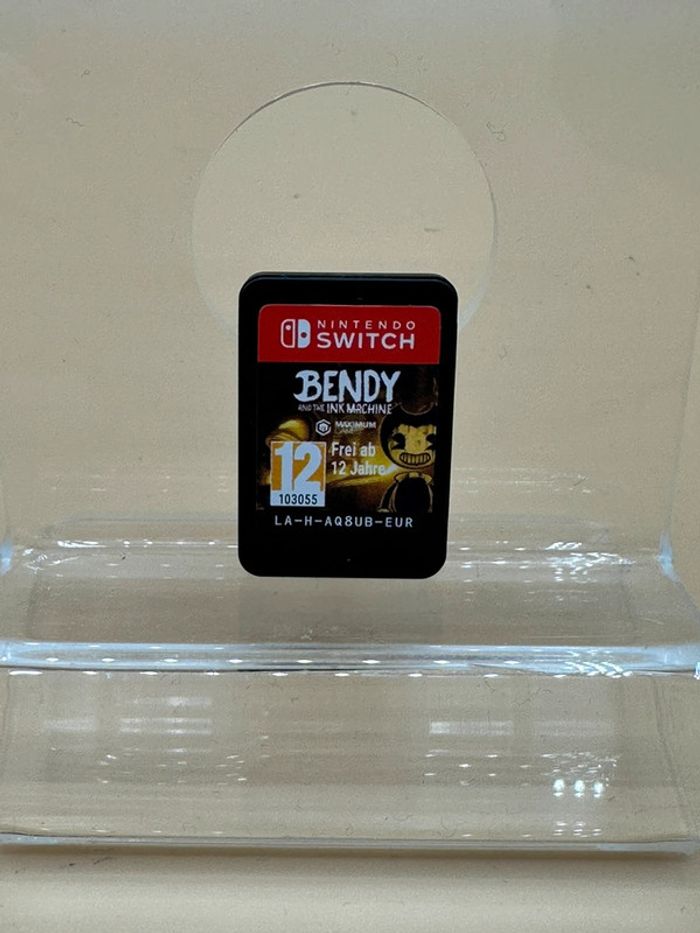 NINTENDO
SWITCH
BENDY
AND THE INK MACHINE
MAXIMUM
Frei ab
12 Jahre
12
103055
LA-H-AQ8UB-EUR